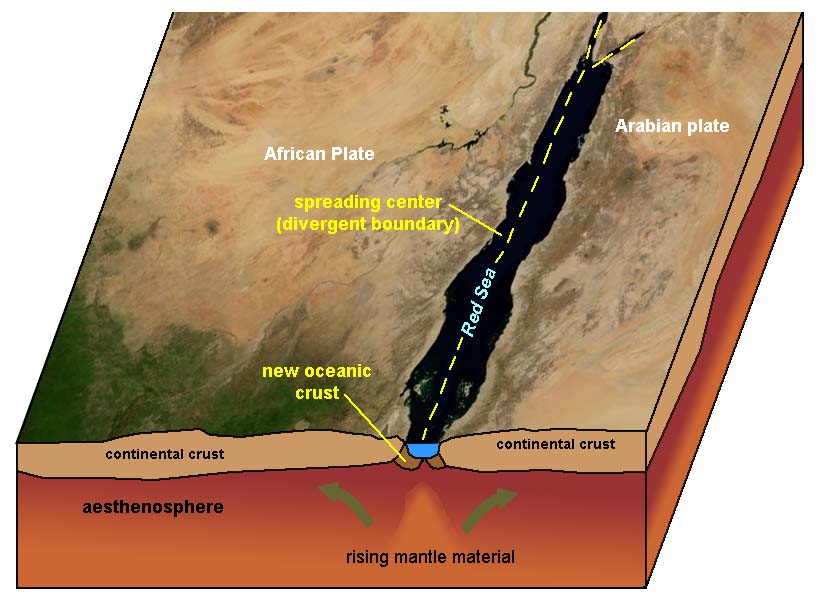 Arabian plate
African Plate
spreading center
(divergent boundary)
Red Sea
new oceanic
crust
continental crust
continental crust
aesthenosphere
rising mantle material